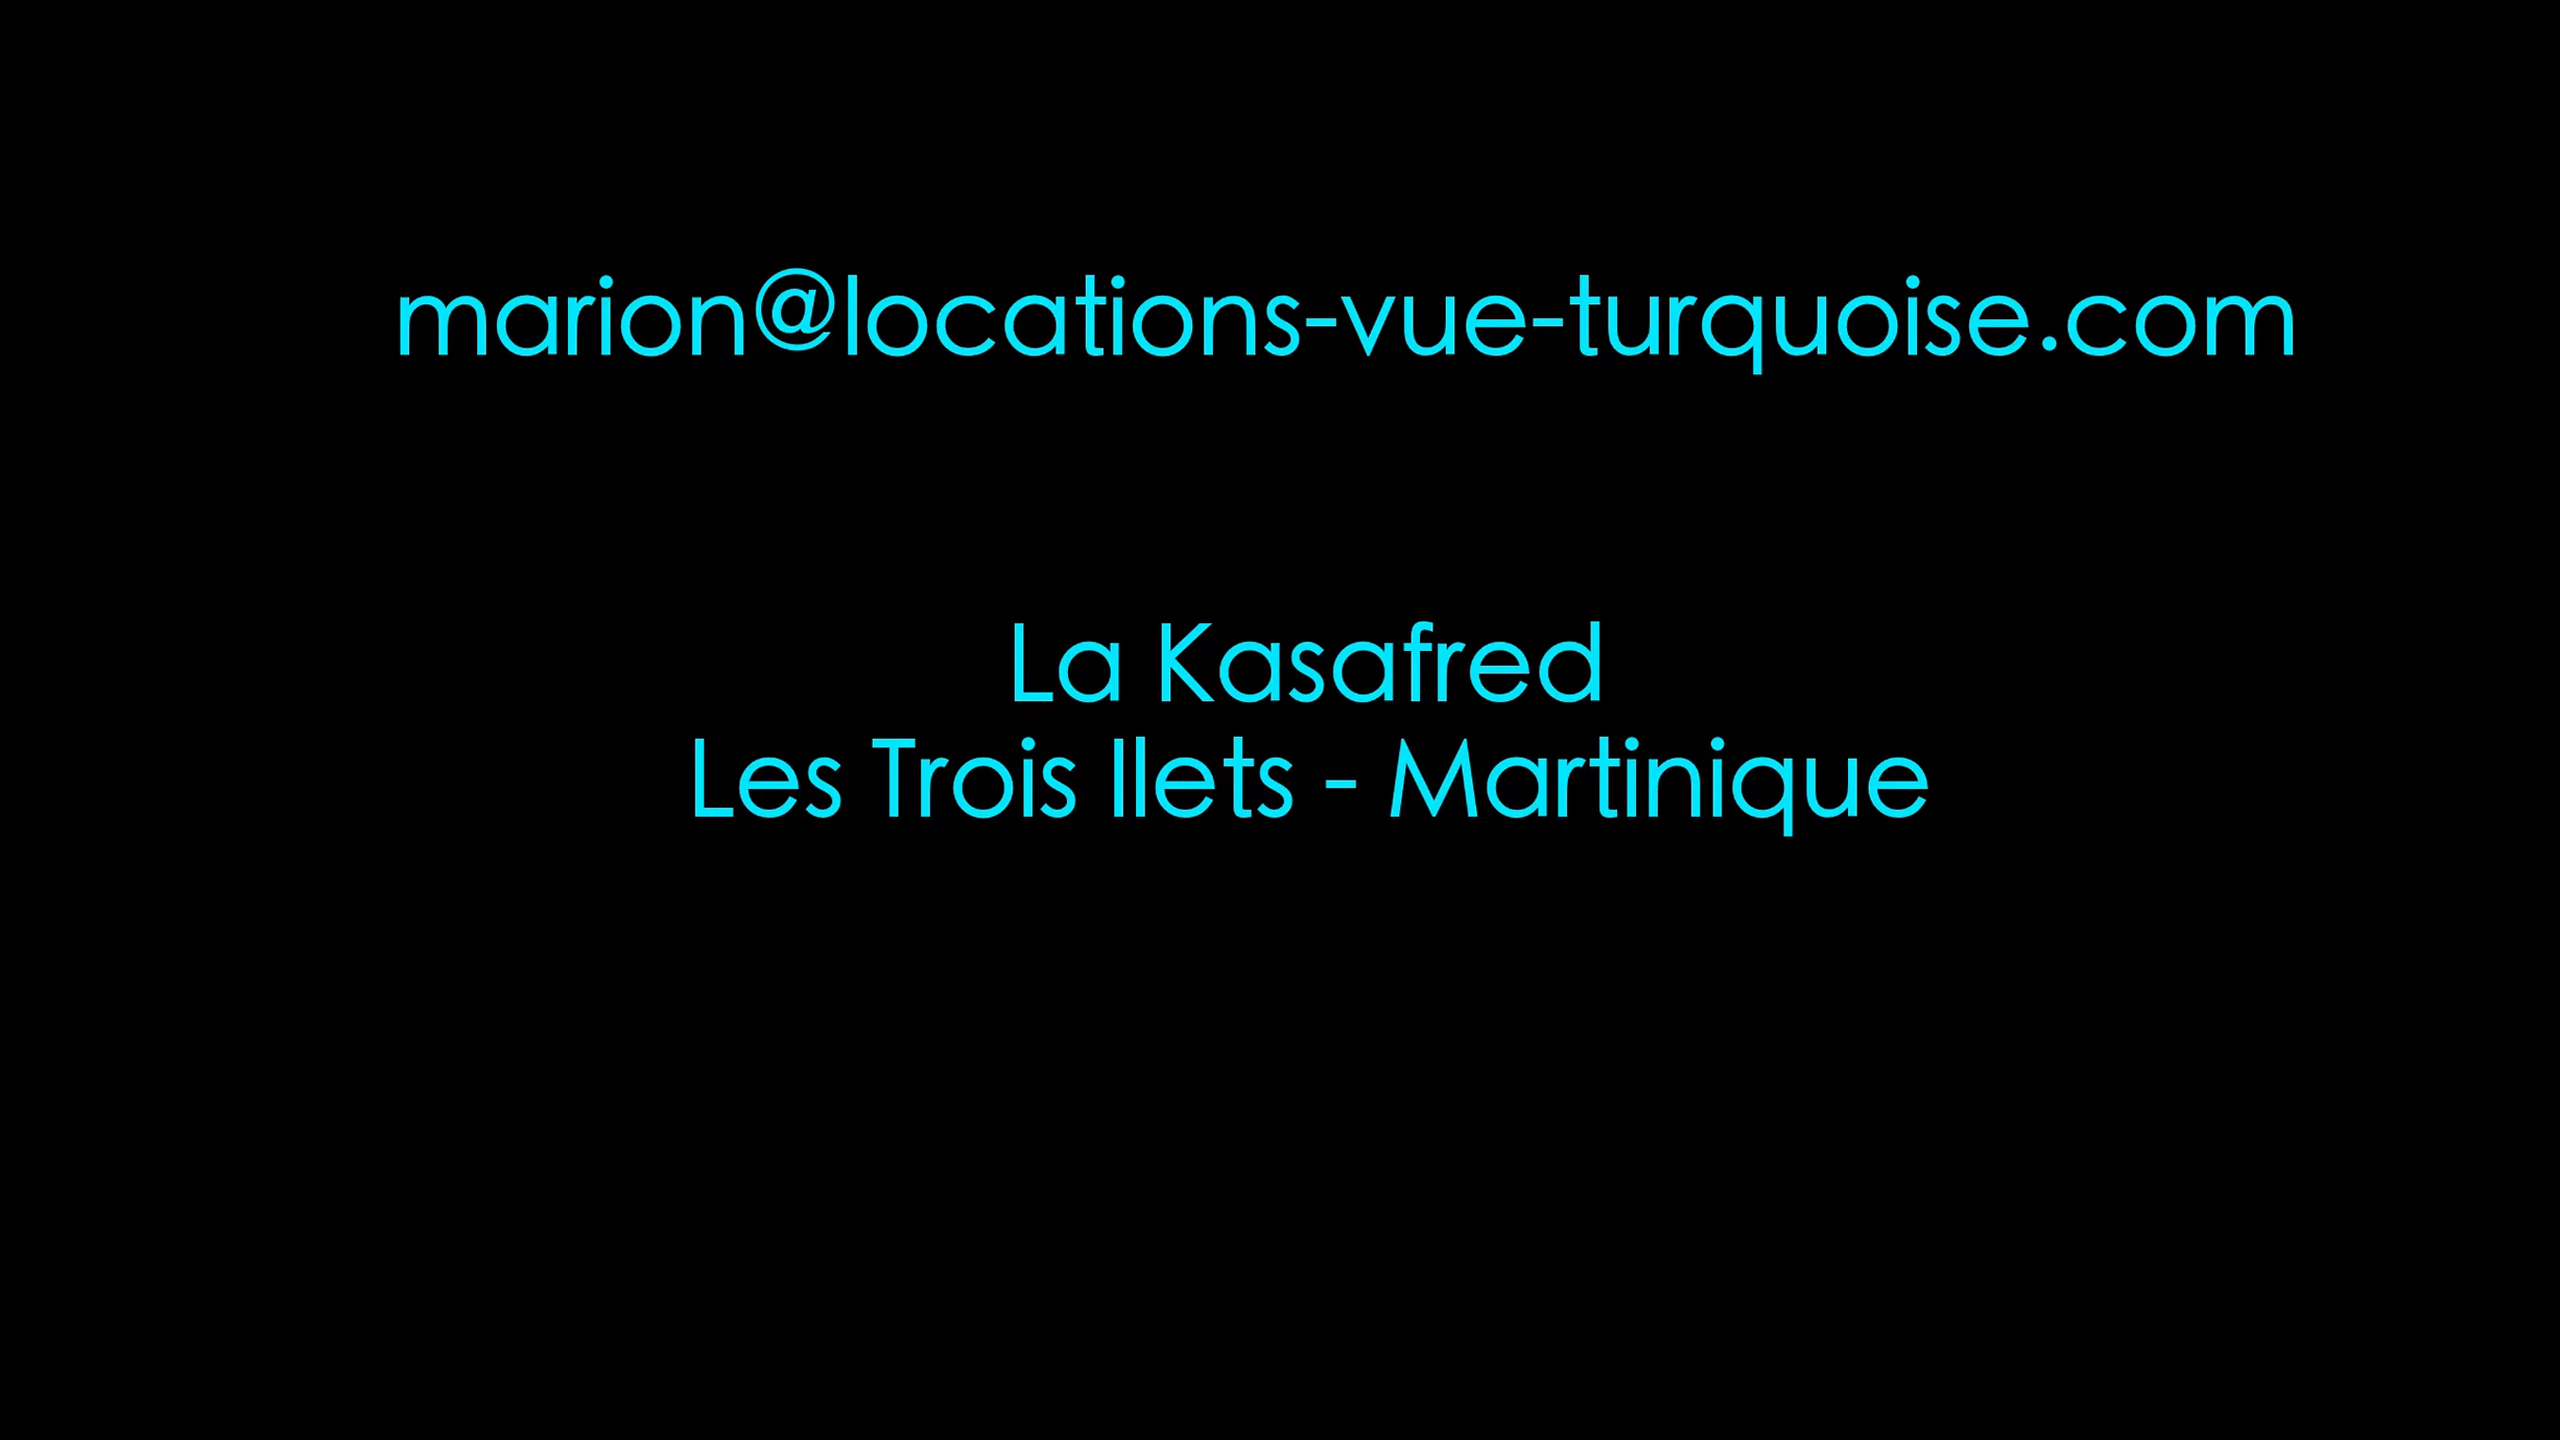 marion@locations-vue-turquoise.com
La Kasafred
Les Trois Ilets - Martinique